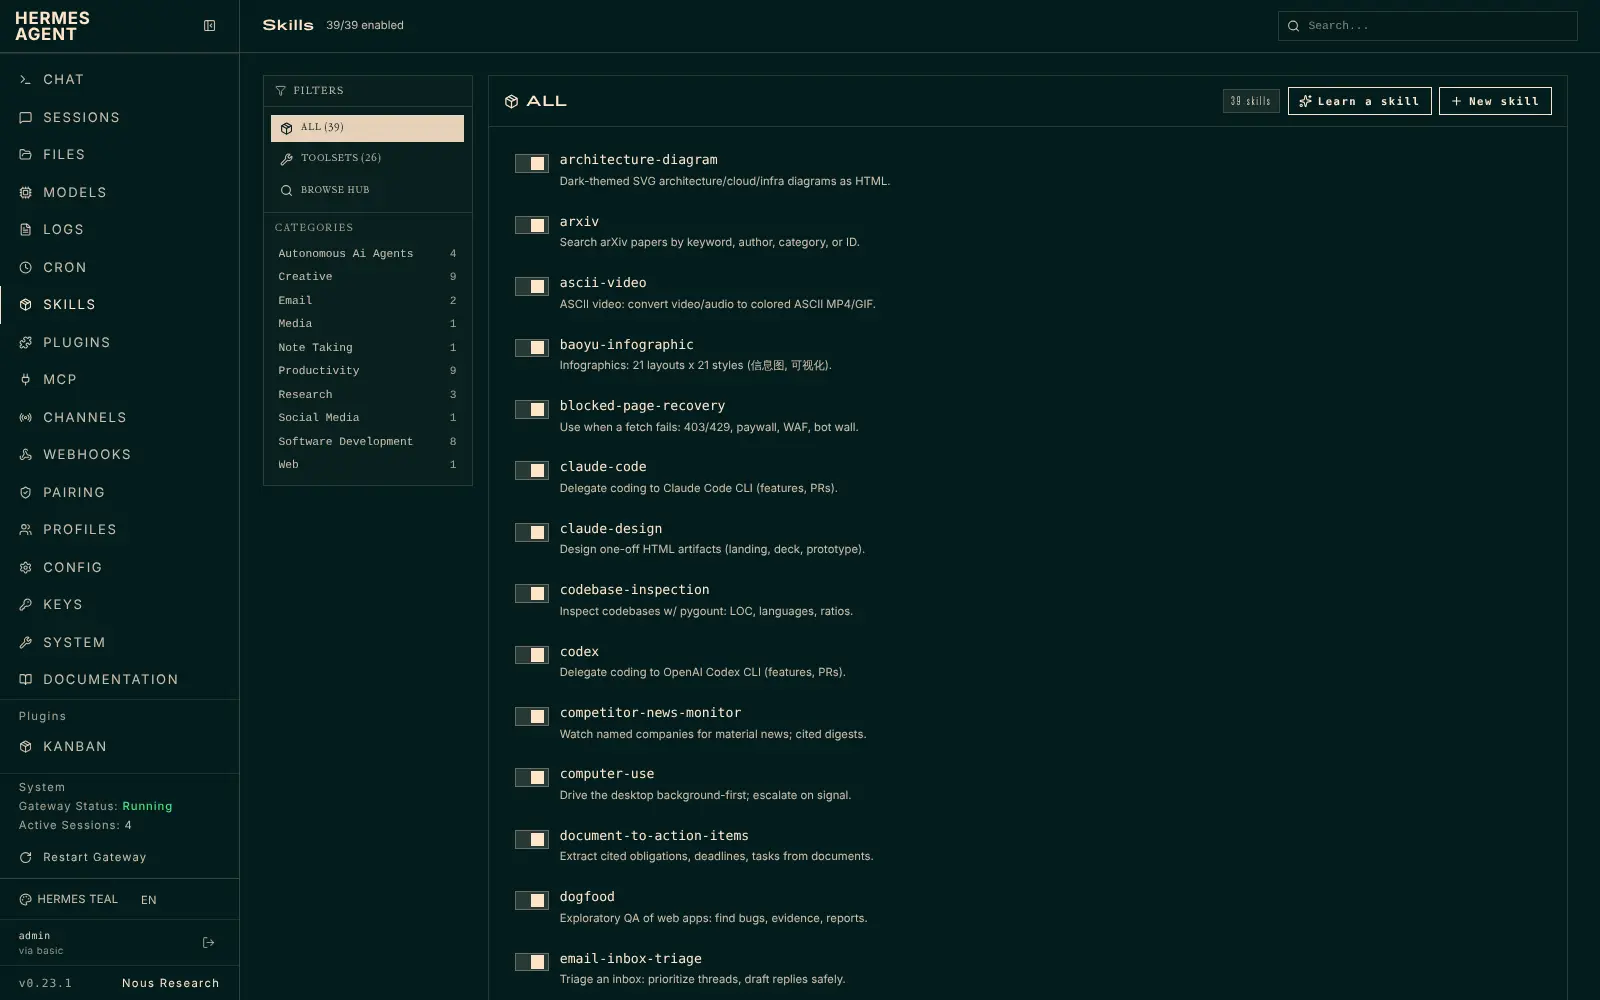 HERMES
AGENT
CHAT
SESSIONS
FILES
MODELS
LOGS
CRON
SKILLS
PLUGINS
MCP
CHANNELS
WEBHOOKS
PAIRING
PROFILES
CONFIG
KEYS
SYSTEM
DOCUMENTATION
Plugins
KANBAN
System
Gateway Status: Running
Active Sessions: 4
Restart Gateway
HERMES TEAL EN
admin
via basic
v0.23.1 Nous Research
Skills 39/39 enabled
Search...
FILTERS
ALL (39)
TOOLSETS (26)
BROWSE HUB
CATEGORIES
Autonomous Ai Agents 4
Creative 9
Email 2
Media 1
Note Taking 1
Productivity 9
Research 3
Social Media 1
Software Development 8
Web 1
ALL
39 skills
Learn a skill
New skill
architecture-diagram
Dark-themed SVG architecture/cloud/infra diagrams as HTML.
arxiv
Search arXiv papers by keyword, author, category, or ID.
ascii-video
ASCII video: convert video/audio to colored ASCII MP4/GIF.
baoyu-infographic
Infographics: 21 layouts x 21 styles (信息图, 可视化).
blocked-page-recovery
Use when a fetch fails: 403/429, paywall, WAF, bot wall.
claude-code
Delegate coding to Claude Code CLI (features, PRs).
claude-design
Design one-off HTML artifacts (landing, deck, prototype).
codebase-inspection
Inspect codebases w/ pygount: LOC, languages, ratios.
codex
Delegate coding to OpenAI Codex CLI (features, PRs).
competitor-news-monitor
Watch named companies for material news; cited digests.
computer-use
Drive the desktop background-first; escalate on signal.
document-to-action-items
Extract cited obligations, deadlines, tasks from documents.
dogfood
Exploratory QA of web apps: find bugs, evidence, reports.
email-inbox-triage
Triage an inbox: prioritize threads, draft replies safely.